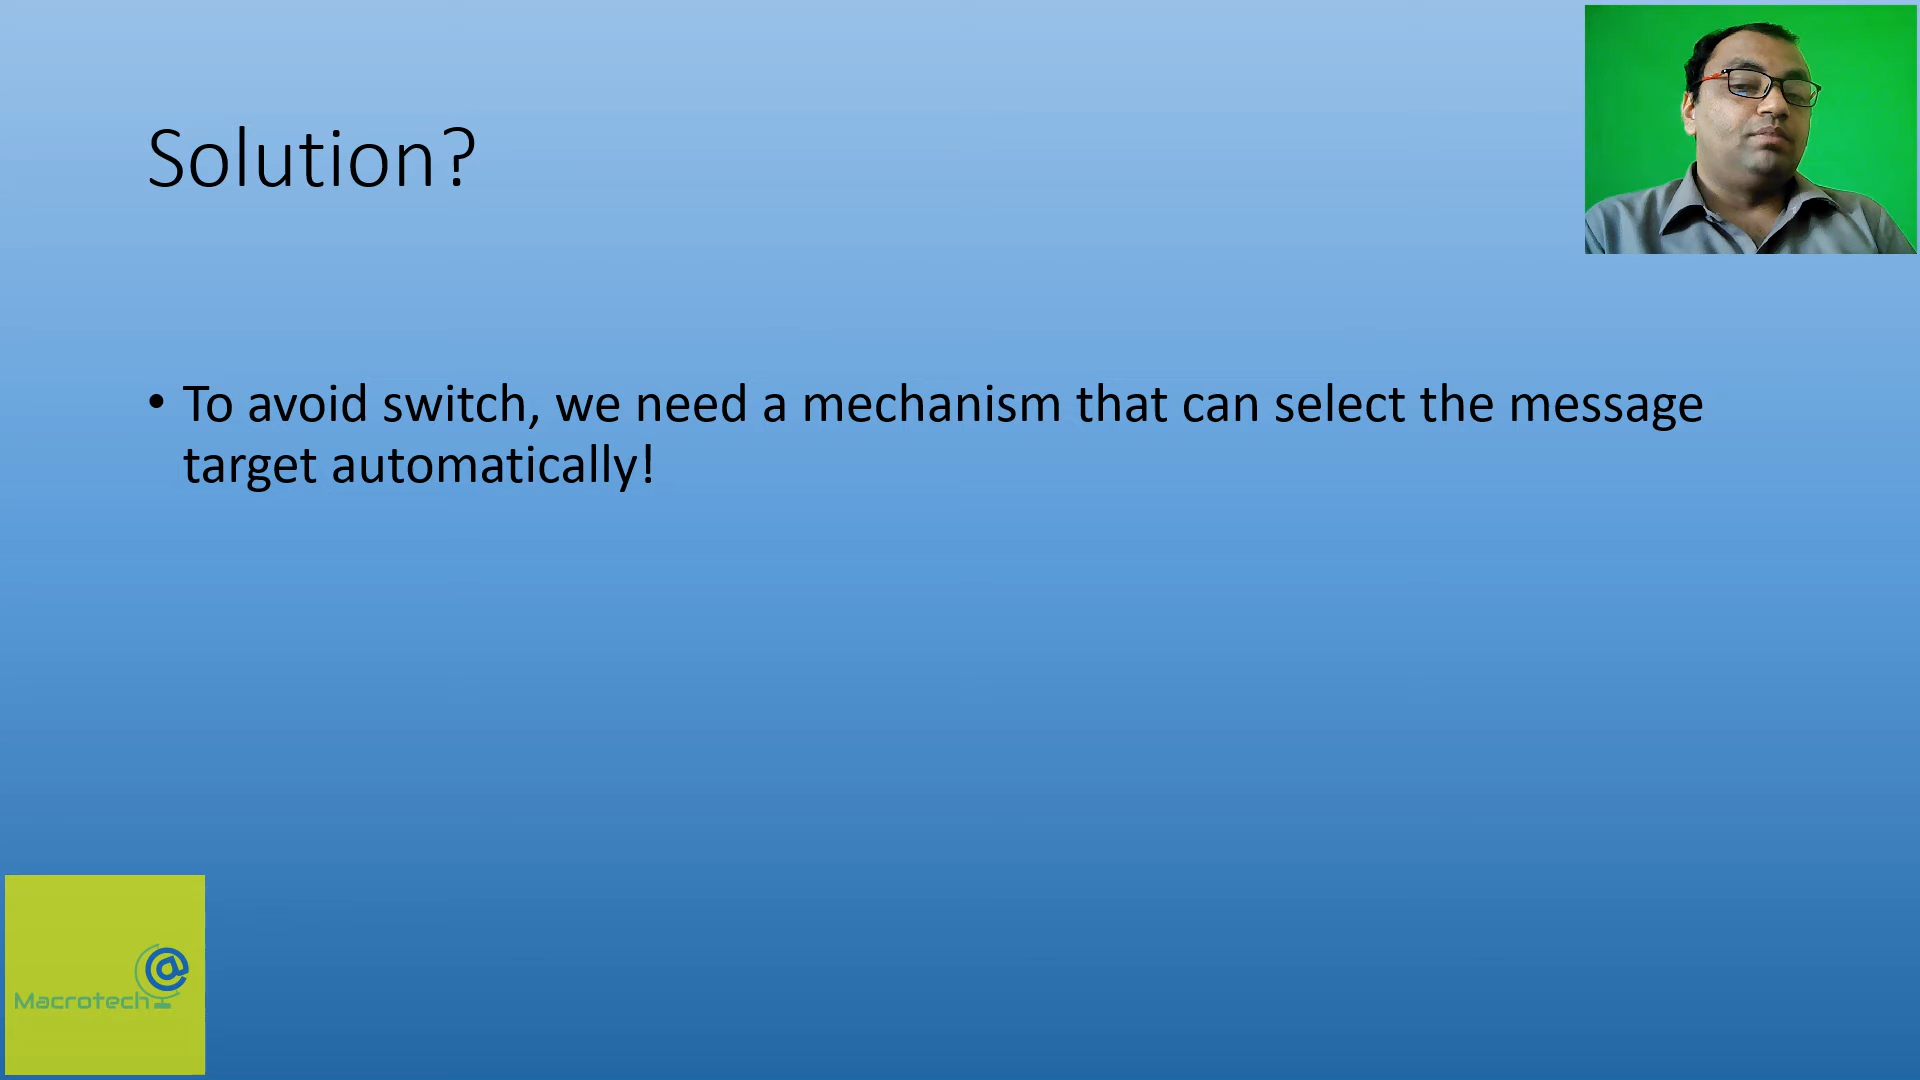 Solution?
• To avoid switch, we need a mechanism that can select the message
target automatically!
Macrotech